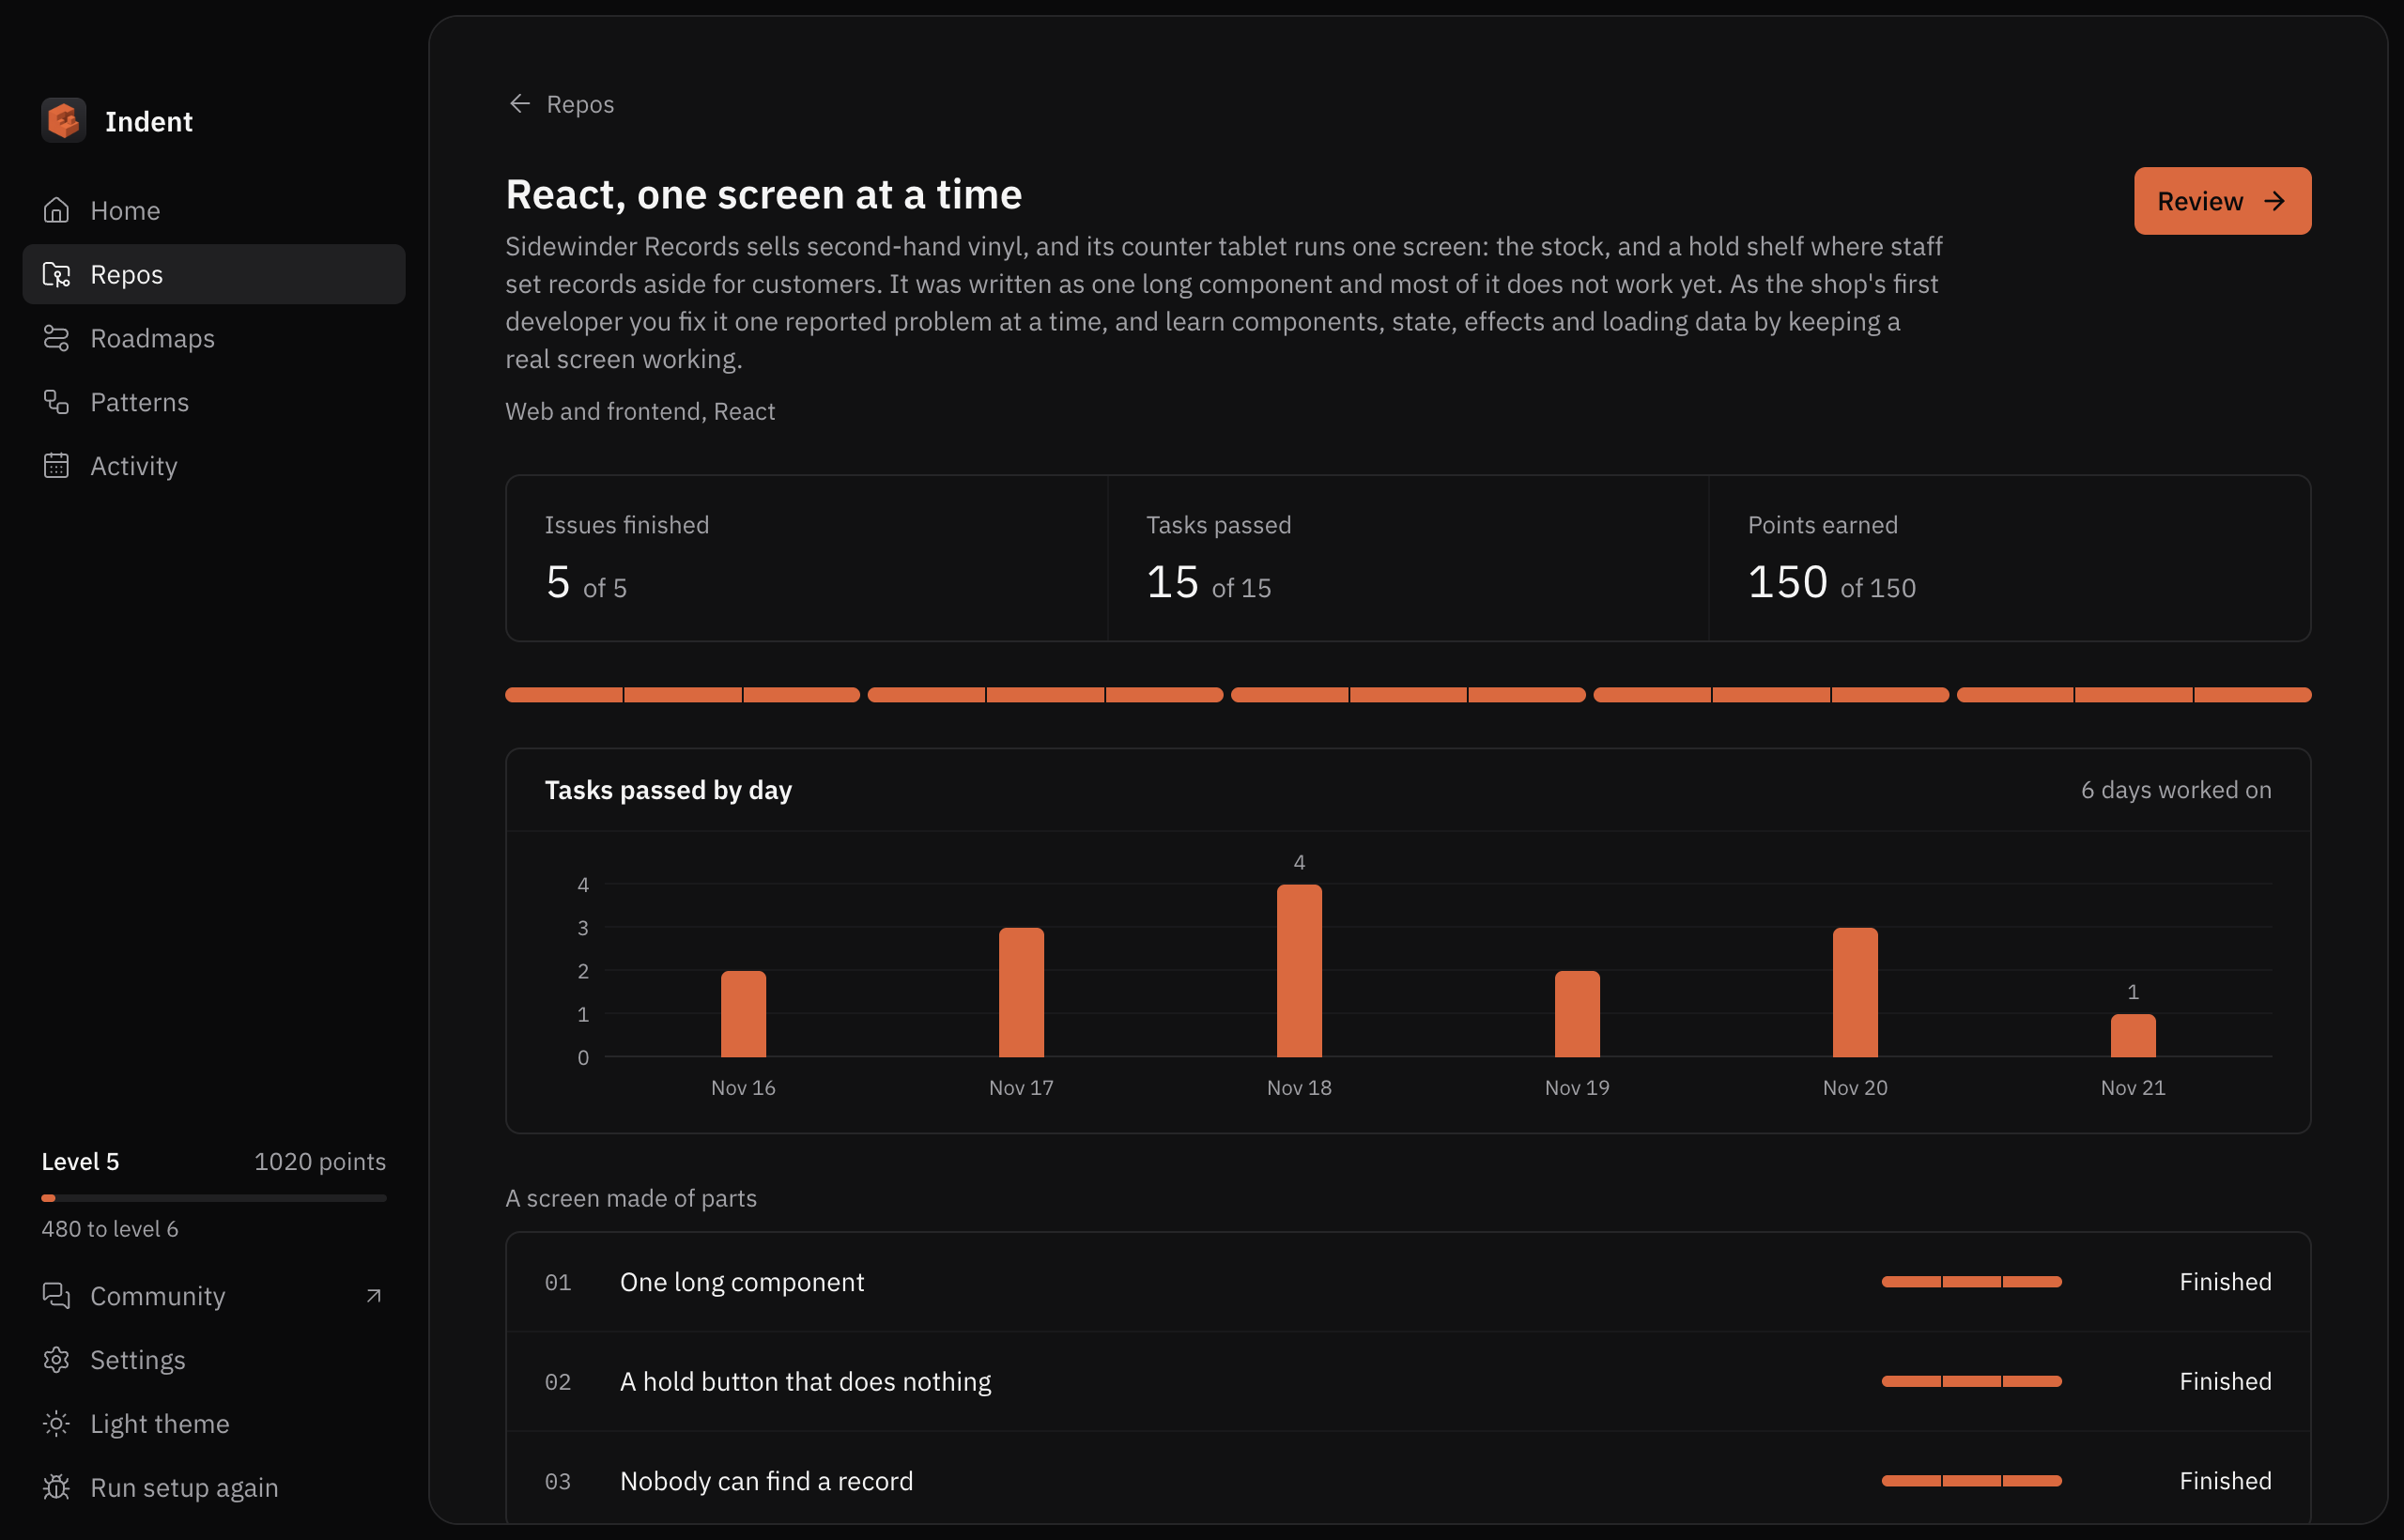 Indent
Home
Repos
Roadmaps
Patterns
Activity
Level 5
1020 points
480 to level 6
Community
Settings
Light theme
Run setup again
Repos
React, one screen at a time
Review
Sidewinder Records sells second-hand vinyl, and its counter tablet runs one screen: the stock, and a hold shelf where staff
set records aside for customers. It was written as one long component and most of it does not work yet. As the shop's first
developer you fix it one reported problem at a time, and learn components, state, effects and loading data by keeping a
real screen working.
Web and frontend, React
Issues finished
5 of 5
Tasks passed
15 of 15
Points earned
150 of 150
Tasks passed by day
6 days worked on
4
4
3
2
1
1
0
Nov 16
Nov 17
Nov 18
Nov 19
Nov 20
Nov 21
A screen made of parts
01 One long component Finished
02 A hold button that does nothing Finished
03 Nobody can find a record Finished